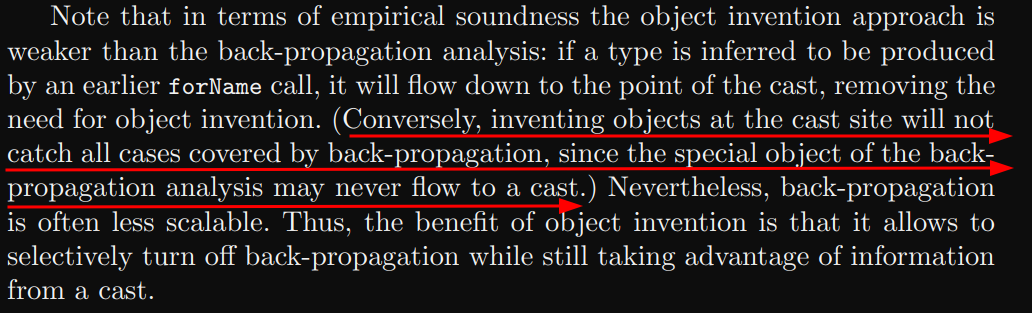 Note that in terms of empirical soundness the object invention approach is
weaker than the back-propagation analysis: if a type is inferred to be produced
by an earlier forName call, it will flow down to the point of the cast, removing the
need for object invention. (Conversely, inventing objects at the cast site will not
catch all cases covered by back-propagation, since the special object of the back-
propagation analysis may never flow to a cast.) Nevertheless, back-propagation
is often less scalable. Thus, the benefit of object invention is that it allows to
selectively turn off back-propagation while still taking advantage of information
from a cast.